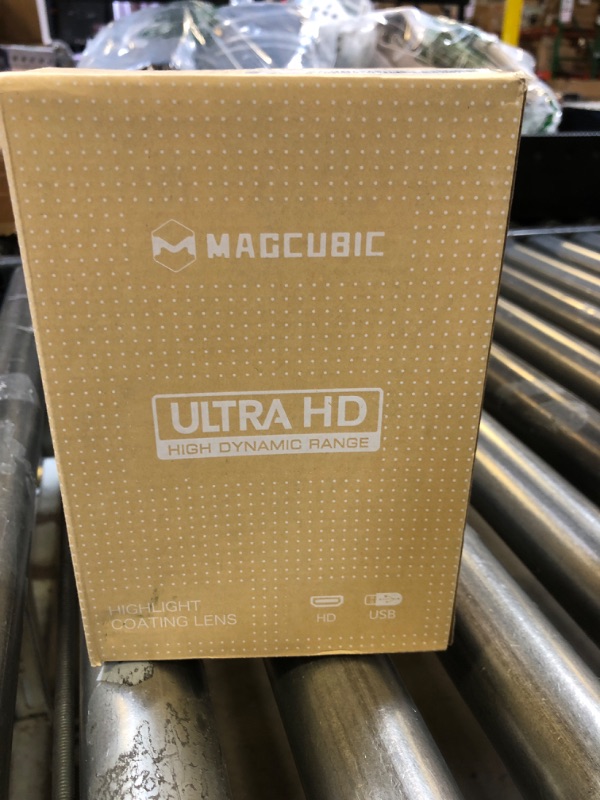 MAGCUBIC
ULTRA HD
HIGH DYNAMIC RANGE
HIGHLIGHT
COATING LENS
HD
USB